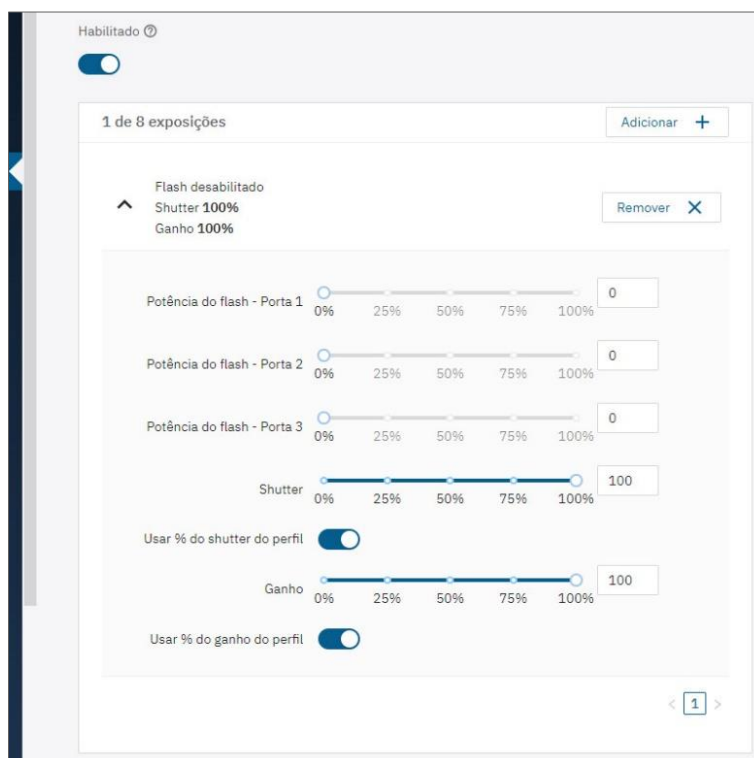 Habilitado ?
1 de 8 exposições
Adicionar +
Flash desabilitado
Shutter 100%
Ganho 100%
Remover X
Potência do flash - Porta 1
0% 25% 50% 75% 100%
0
Potência do flash - Porta 2
0% 25% 50% 75% 100%
0
Potência do flash - Porta 3
0% 25% 50% 75% 100%
0
Shutter
0% 25% 50% 75% 100%
100
Usar % do shutter do perfil
Ganho
0% 25% 50% 75% 100%
100
Usar % do ganho do perfil
< 1 >